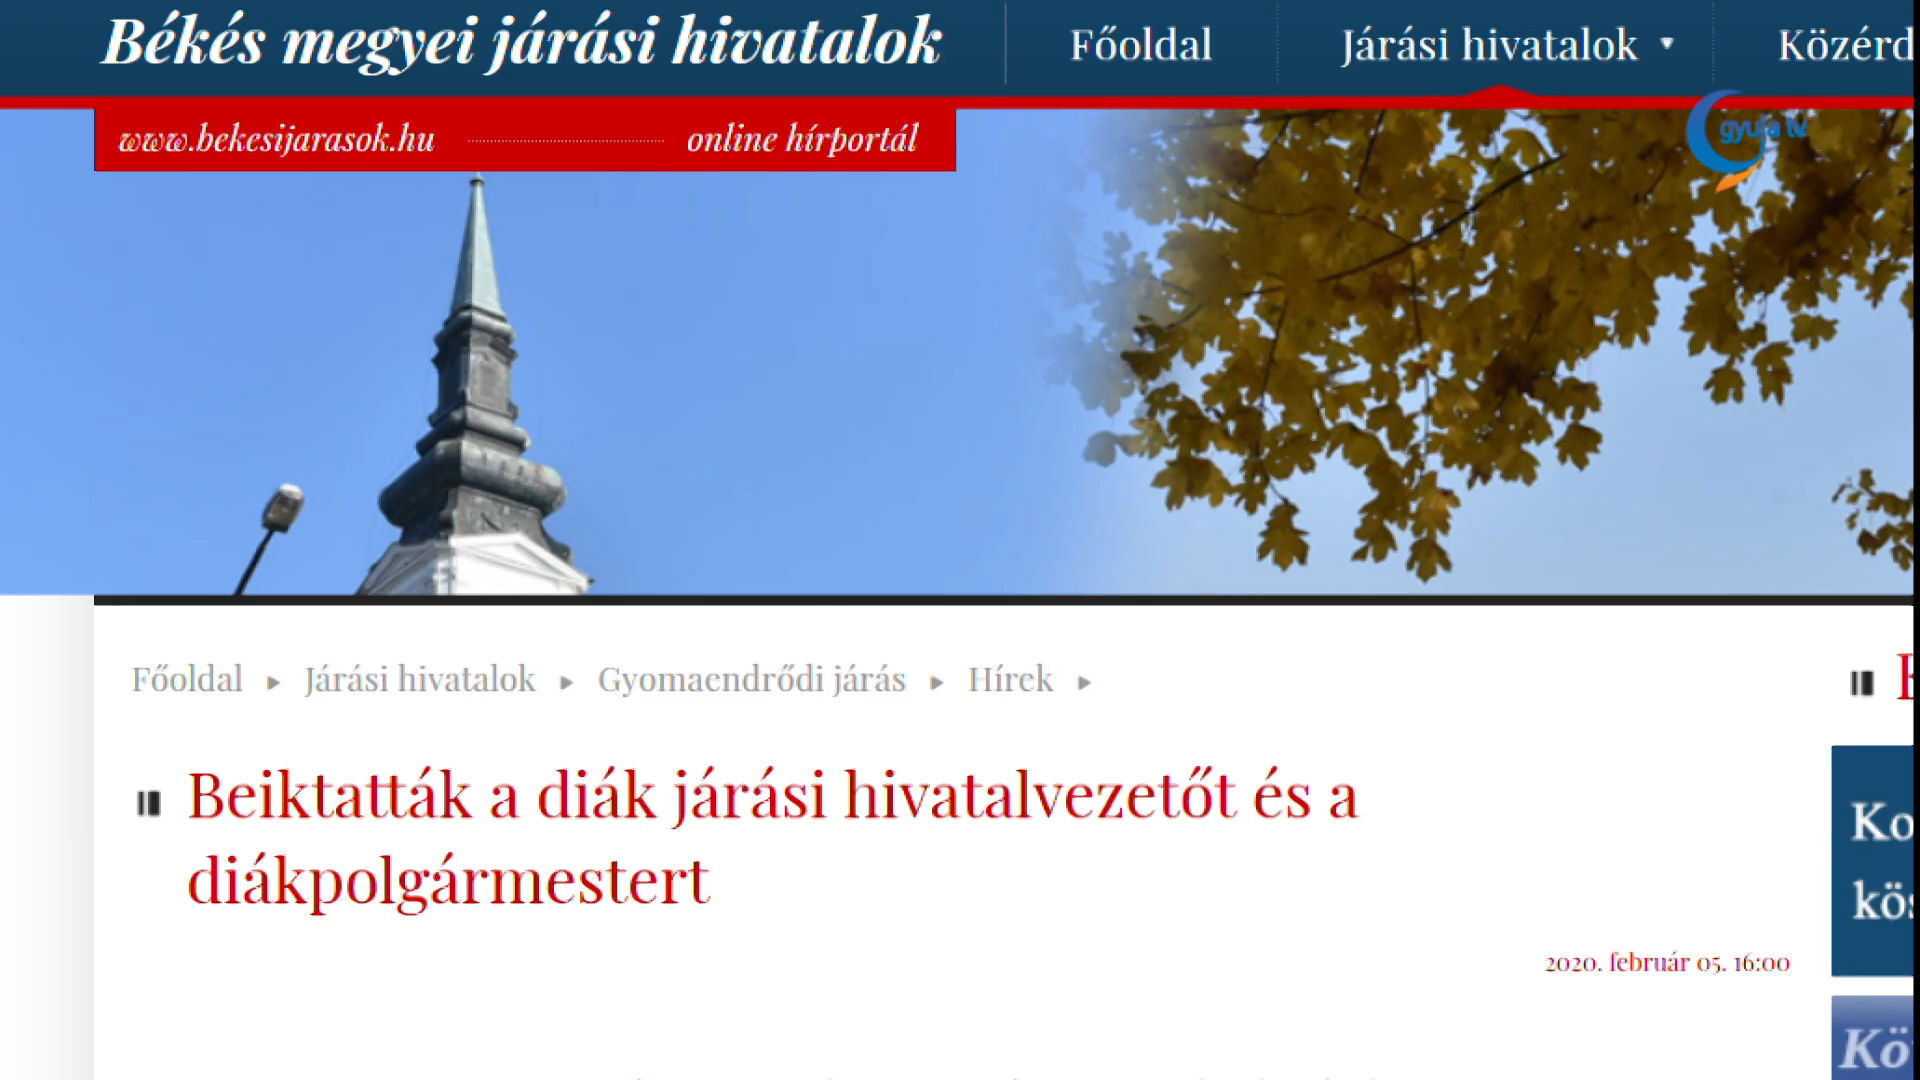 Békés megyei járási hivatalok
Főoldal
Járási hivatalok
www.bekesijarasok.hu
online hírportál
gyula tv
Főoldal ▸ Járási hivatalok ▸ Gyomaendrődi járás ▸ Hírek ▸
Beiktatták a diák járási hivatalvezetőt és a
diákpolgármestert
2020. február 05. 16:00